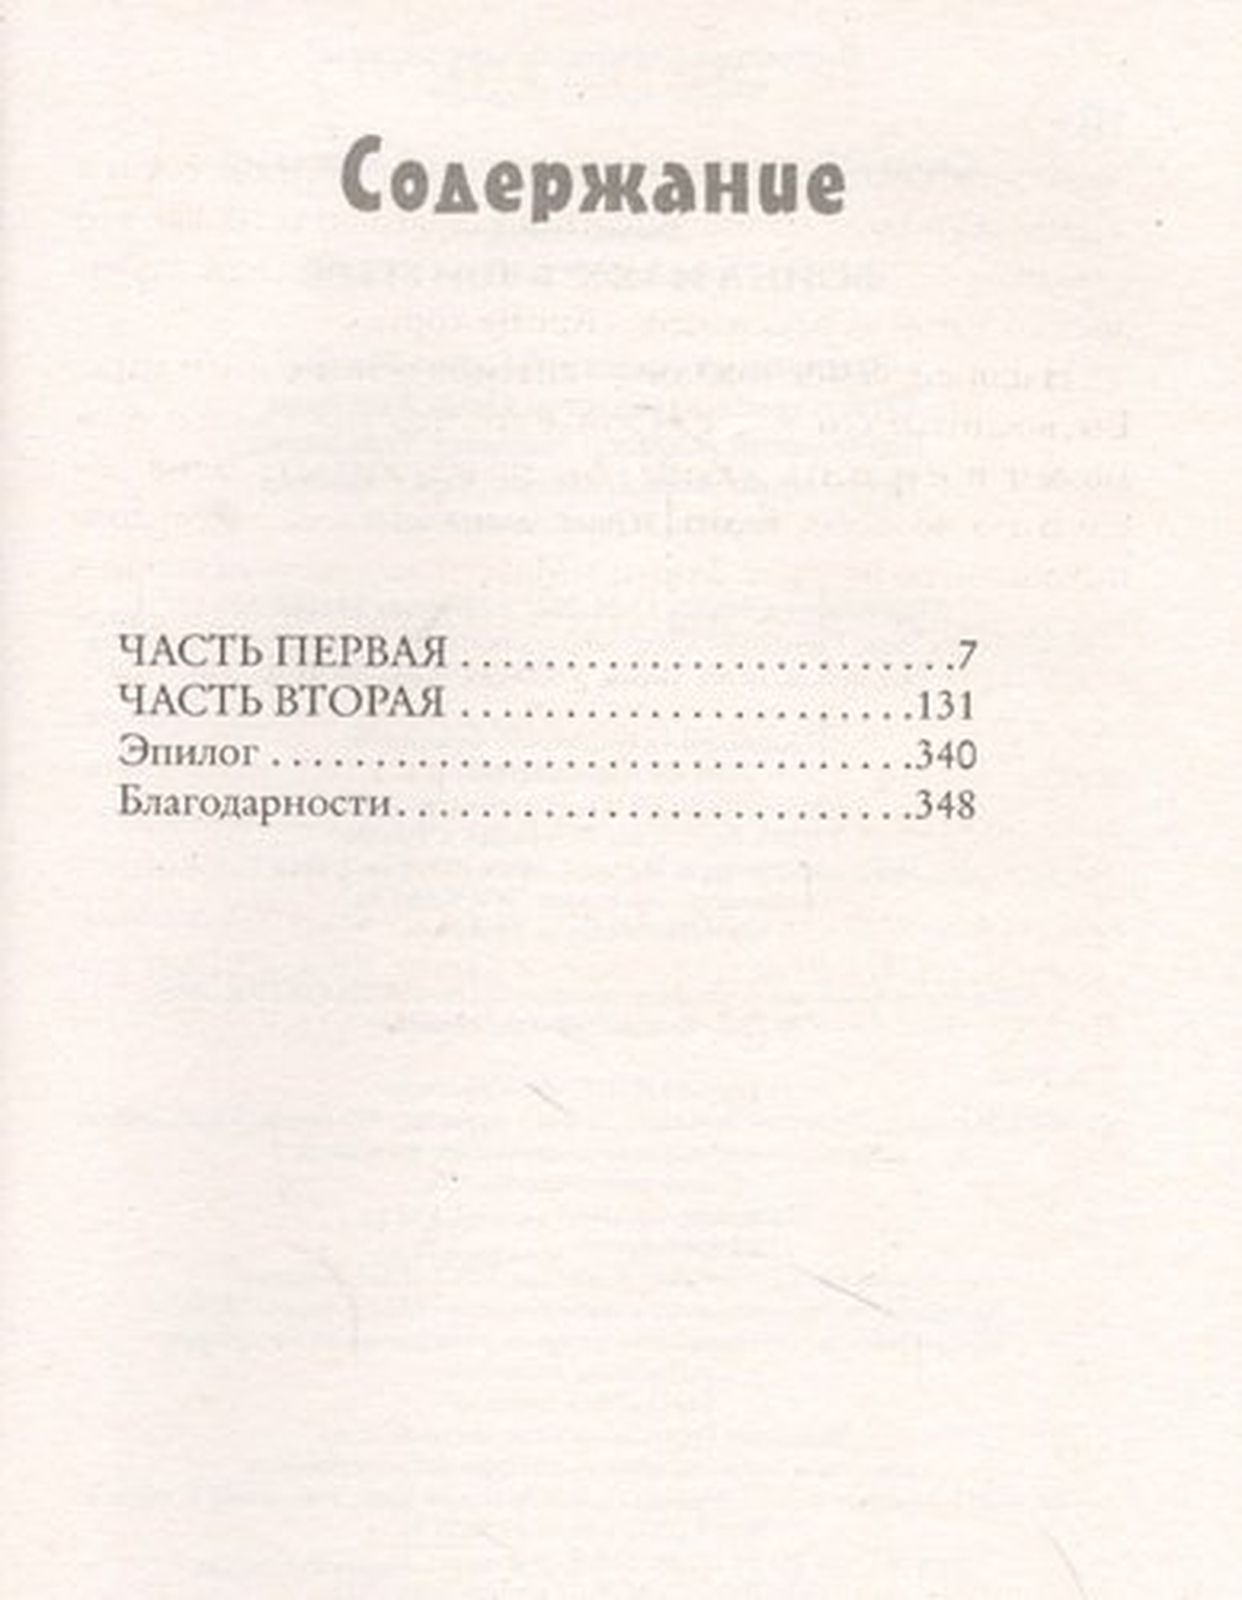 Содержание
ЧАСТЬ ПЕРВАЯ . . . . . . . . . . . . . . . . . . . . . . . .7
ЧАСТЬ ВТОРАЯ . . . . . . . . . . . . . . . . . . . . . .131
Эпилог . . . . . . . . . . . . . . . . . . . . . . . . . . . . . . .340
Благодарности. . . . . . . . . . . . . . . . . . . . . . . . .348